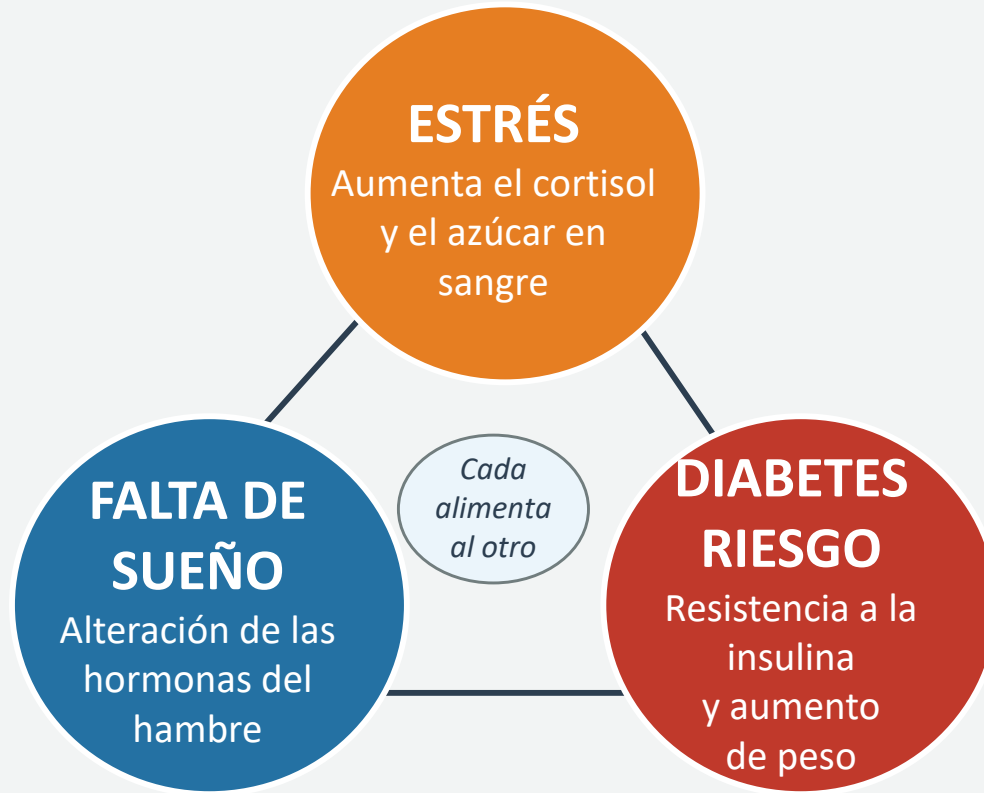 ESTRÉS
Aumenta el cortisol
y el azúcar en
sangre
Cada
alimenta
al otro
FALTA DE
SUEÑO
Alteración de las
hormonas del
hambre
DIABETES
RIESGO
Resistencia a la
insulina
y aumento
de peso